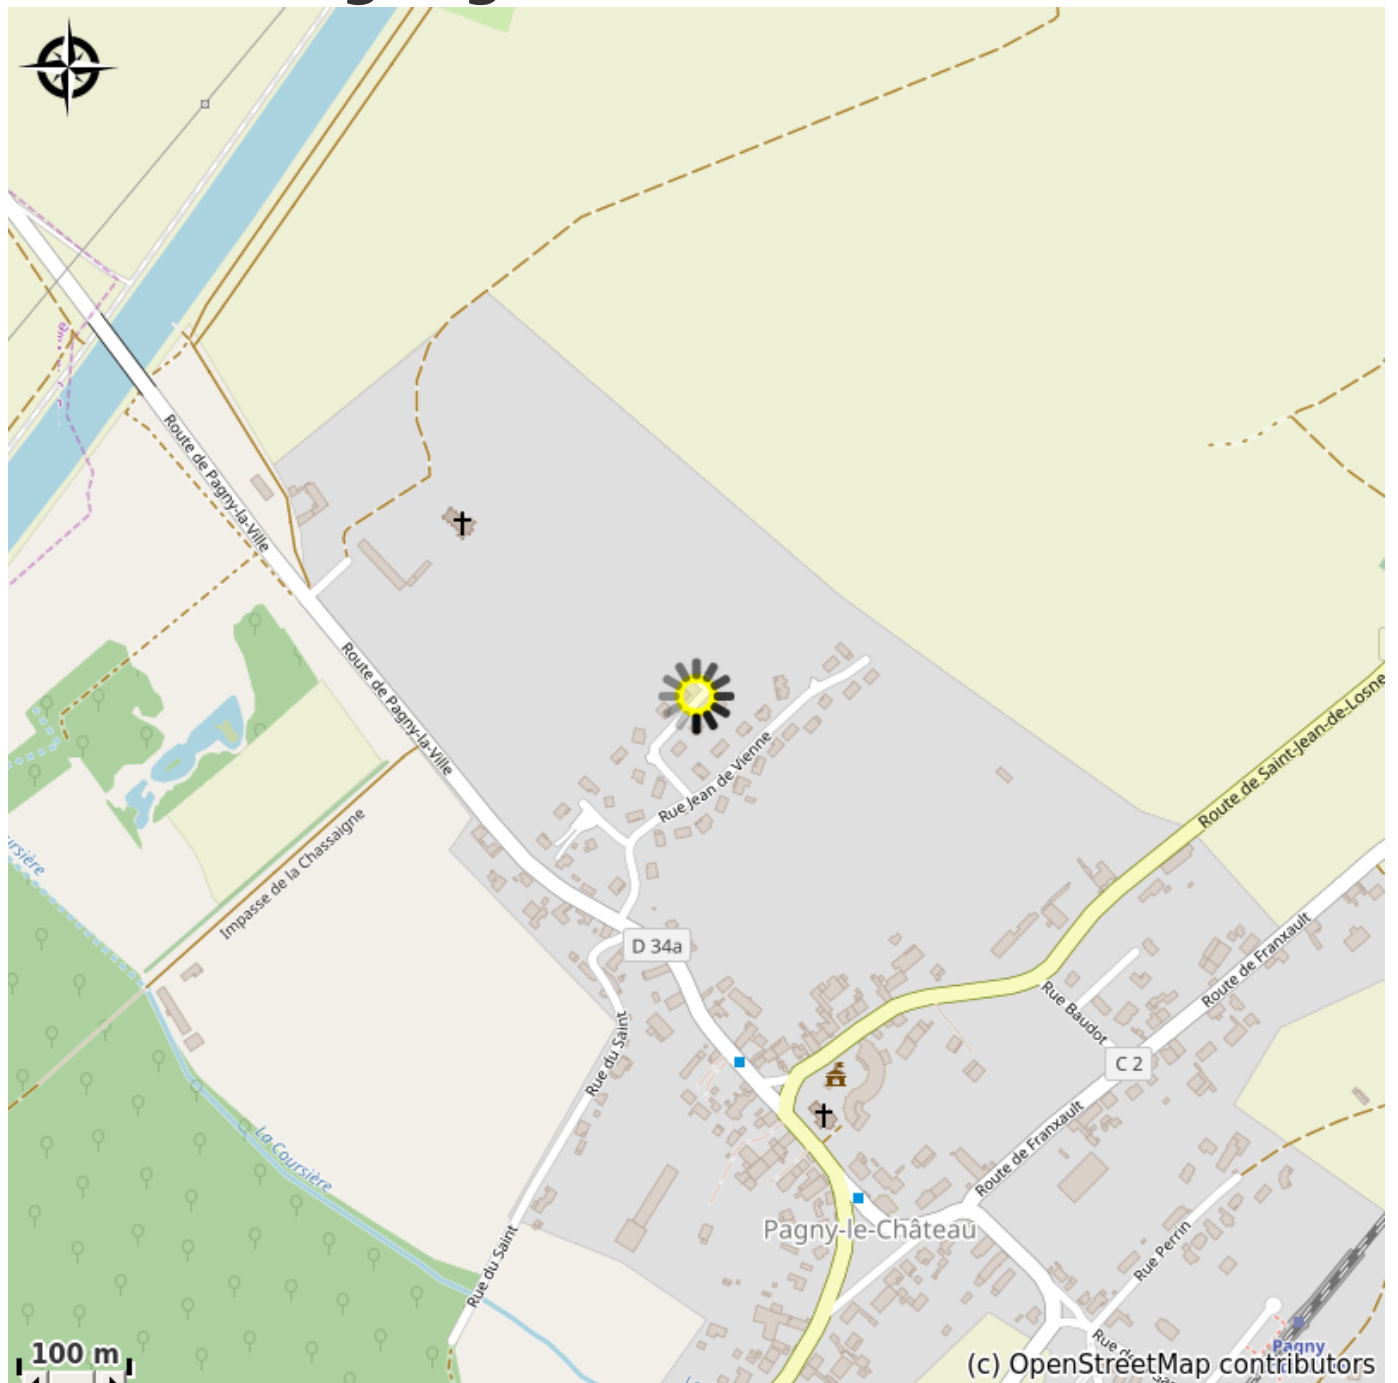 Route de Pagny-la-Ville
Route de Pagny-la-Ville
Rue Jean de Vienne
Route de Saint-Jean-de-Losne
Impasse de la Chassaigne
D 34a
Route de Franxault
Rue Baudot
Rue du Saint
C 2
La Coursière
Route de Franxault
Pagny-le-Château
Rue Perrin
Rue du Saint
100 m
Pagny
(c) OpenStreetMap contributors